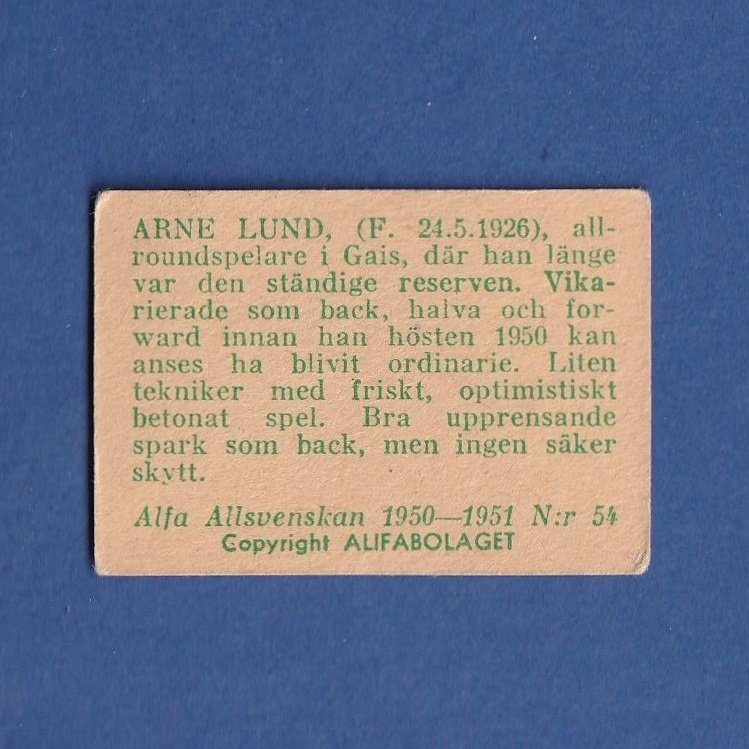 ARNE LUND, (F. 24.5.1926), all-
roundspelare i Gais, där han länge
var den ständige reserven. Vika-
rierade som back, halva och for-
ward innan han hösten 1950 kan
anses ha blivit ordinarie. Liten
tekniker med friskt, optimistiskt
betonat spel. Bra upprensande
spark som back, men ingen säker
skytt.
Alfa Allsvenskan 1950—1951 N:r 54
Copyright ALIFABOLAGET